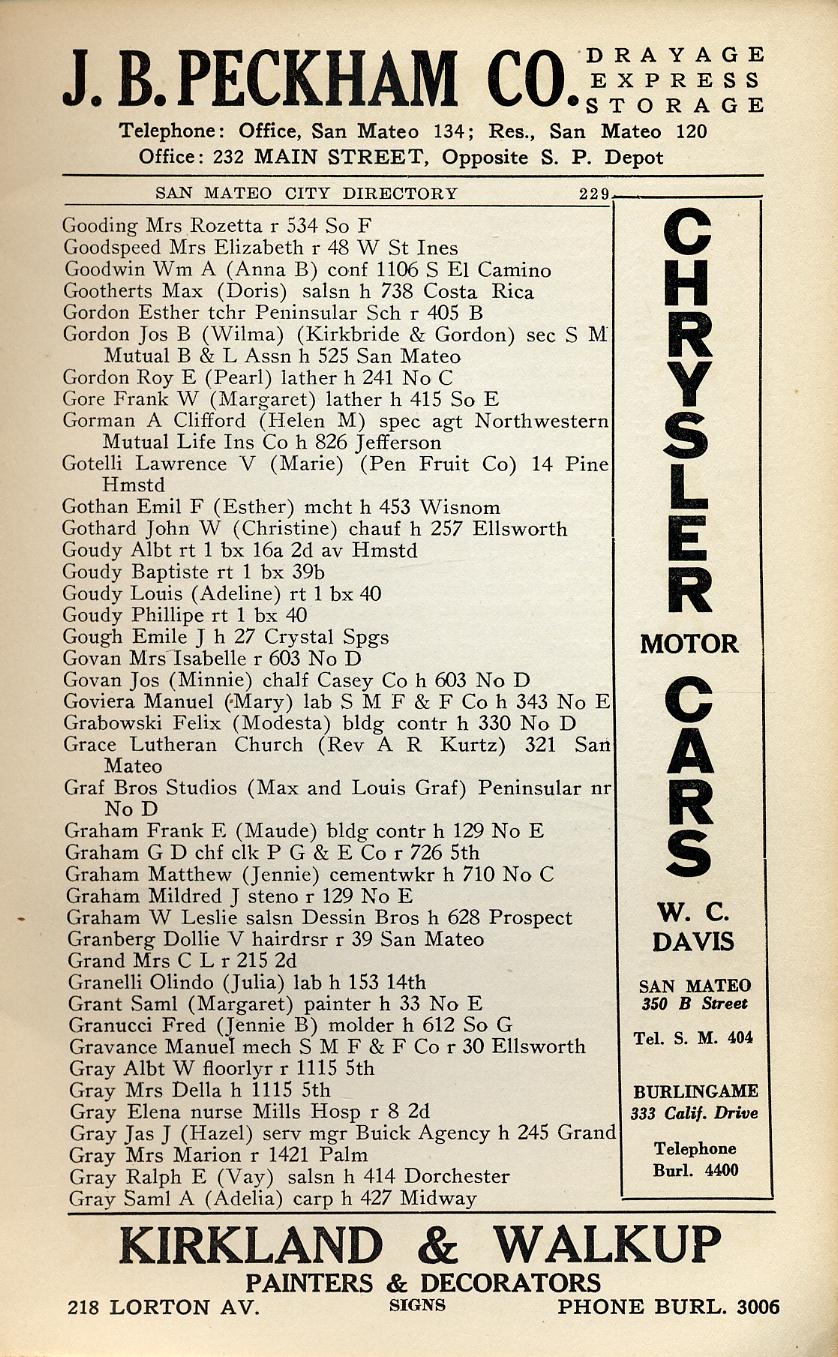 J. B. PECKHAM CO.
DRAYAGE
EXPRESS
STORAGE
Telephone: Office, San Mateo 134; Res., San Mateo 120
Office: 232 MAIN STREET, Opposite S. P. Depot
SAN MATEO CITY DIRECTORY 229
Gooding Mrs Rozetta r 534 So F
Goodspeed Mrs Elizabeth r 48 W St Ines
Goodwin Wm A (Anna B) conf 1106 S El Camino
Gootherts Max (Doris) salsn h 738 Costa Rica
Gordon Esther tchr Peninsular Sch r 405 B
Gordon Jos B (Wilma) (Kirkbride & Gordon) sec S M
Mutual B & L Assn h 525 San Mateo
Gordon Roy E (Pearl) lather h 241 No C
Gore Frank W (Margaret) lather h 415 So E
Gorman A Clifford (Helen M) spec agt Northwestern
Mutual Life Ins Co h 826 Jefferson
Gotelli Lawrence V (Marie) (Pen Fruit Co) 14 Pine
Hmstd
Gothan Emil F (Esther) mcht h 453 Wisnom
Gothard John W (Christine) chauf h 257 Ellsworth
Goudy Albt rt 1 bx 16a 2d av Hmstd
Goudy Baptiste rt 1 bx 39b
Goudy Louis (Adeline) rt 1 bx 40
Goudy Phillipe rt 1 bx 40
Gough Emile J h 27 Crystal Spgs
Govan Mrs Isabelle r 603 No D
Govan Jos (Minnie) chalf Casey Co h 603 No D
Goviera Manuel (Mary) lab S M F & F Co h 343 No E
Grabowski Felix (Modesta) bldg contr h 330 No D
Grace Lutheran Church (Rev A R Kurtz) 321 San
Mateo
Graf Bros Studios (Max and Louis Graf) Peninsular nr
No D
Graham Frank E (Maude) bldg contr h 129 No E
Graham G D chf clk P G & E Co r 726 5th
Graham Matthew (Jennie) cementwkr h 710 No C
Graham Mildred J steno r 129 No E
Graham W Leslie salsn Dessin Bros h 628 Prospect
Granberg Dollie V hairdrsr r 39 San Mateo
Grand Mrs C L r 215 2d
Granelli Olindo (Julia) lab h 153 14th
Grant Saml (Margaret) painter h 33 No E
Granucci Fred (Jennie B) molder h 612 So G
Gravance Manuel mech S M F & F Co r 30 Ellsworth
Gray Albt W floorlyr r 1115 5th
Gray Mrs Della h 1115 5th
Gray Elena nurse Mills Hosp r 8 2d
Gray Jas J (Hazel) serv mgr Buick Agency h 245 Grand
Gray Mrs Marion r 1421 Palm
Gray Ralph E (Vay) salsn h 414 Dorchester
Gray Saml A (Adelia) carp h 427 Midway
CHRYSLER
MOTOR
CARS
W. C.
DAVIS
SAN MATEO
350 B Street
Tel. S. M. 404
BURLINGAME
333 Calif. Drive
Telephone
Burl. 4400
KIRKLAND & WALKUP
PAINTERS & DECORATORS
218 LORTON AV. SIGNS PHONE BURL. 3006